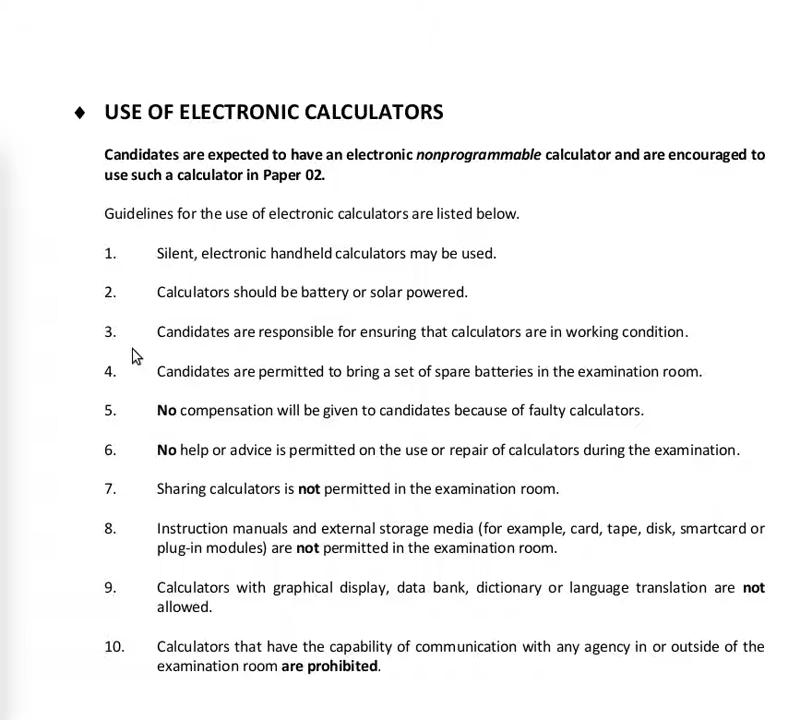 ♦ USE OF ELECTRONIC CALCULATORS
Candidates are expected to have an electronic nonprogrammable calculator and are encouraged to
use such a calculator in Paper 02.
Guidelines for the use of electronic calculators are listed below.
1. Silent, electronic handheld calculators may be used.
2. Calculators should be battery or solar powered.
3. Candidates are responsible for ensuring that calculators are in working condition.
4. Candidates are permitted to bring a set of spare batteries in the examination room.
5. No compensation will be given to candidates because of faulty calculators.
6. No help or advice is permitted on the use or repair of calculators during the examination.
7. Sharing calculators is not permitted in the examination room.
8. Instruction manuals and external storage media (for example, card, tape, disk, smartcard or
plug-in modules) are not permitted in the examination room.
9. Calculators with graphical display, data bank, dictionary or language translation are not
allowed.
10. Calculators that have the capability of communication with any agency in or outside of the
examination room are prohibited.